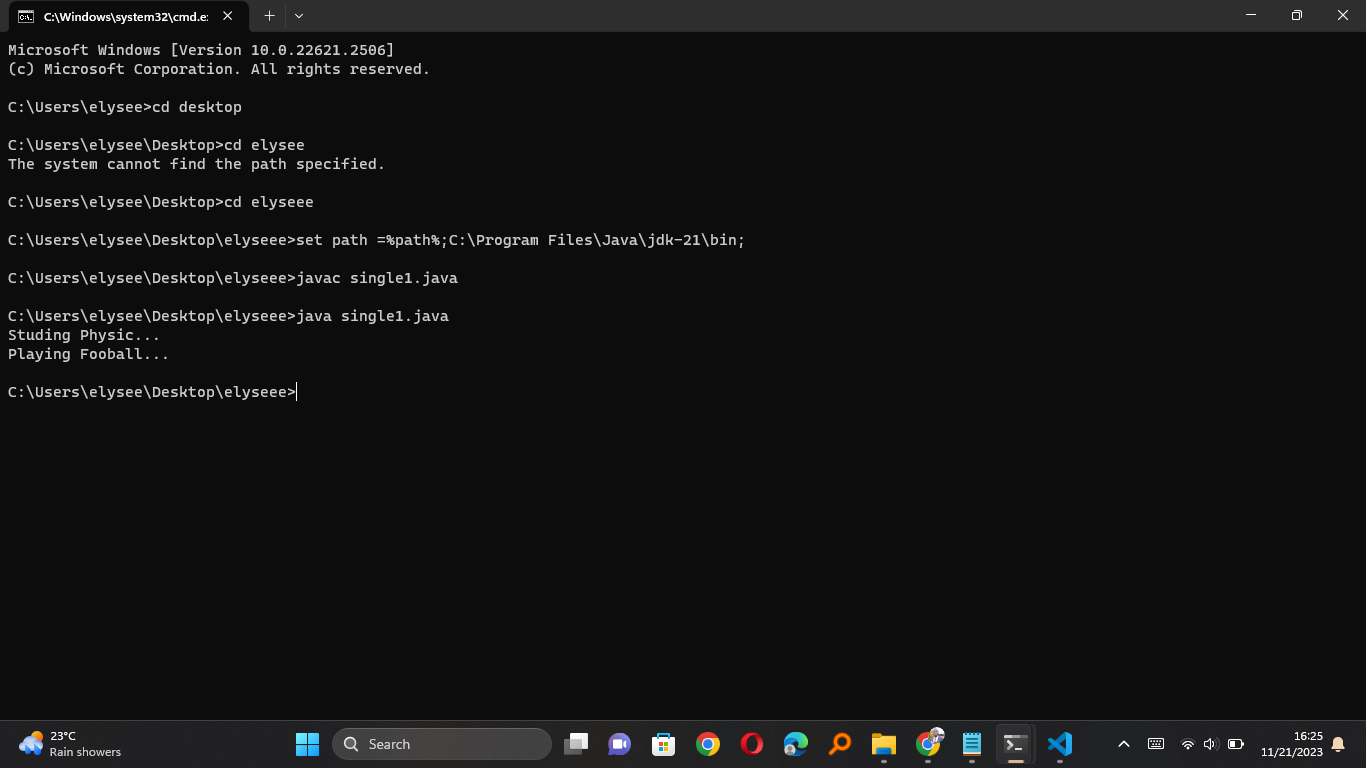 C:\Windows\system32\cmd.e:
Microsoft Windows [Version 10.0.22621.2506]
(c) Microsoft Corporation. All rights reserved.
C:\Users\elysee>cd desktop
C:\Users\elysee\Desktop>cd elysee
The system cannot find the path specified.
C:\Users\elysee\Desktop>cd elyseee
C:\Users\elysee\Desktop\elyseee>set path =%path%;C:\Program Files\Java\jdk-21\bin;
C:\Users\elysee\Desktop\elyseee>javac single1.java
C:\Users\elysee\Desktop\elyseee>java single1.java
Studing Physic...
Playing Fooball...
C:\Users\elysee\Desktop\elyseee>
23°C
Rain showers
Search
16:25
11/21/2023